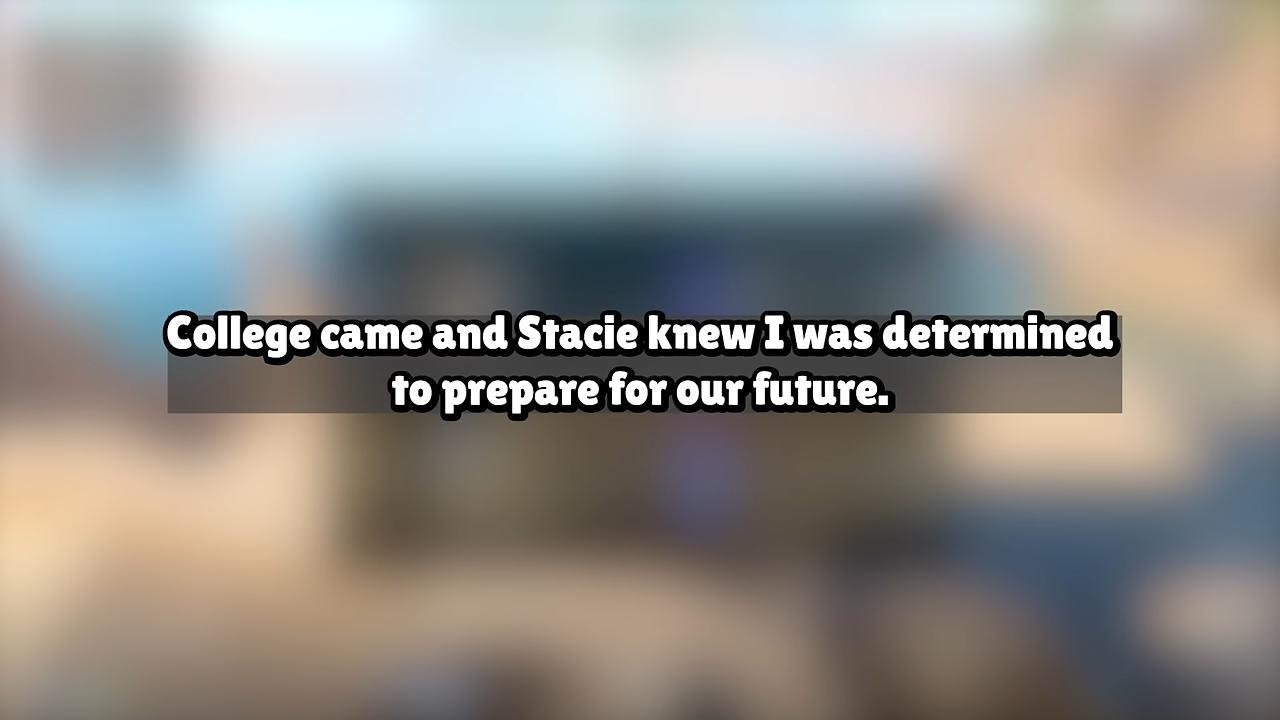 College came and Stacie knew I was determined
to prepare for our future.